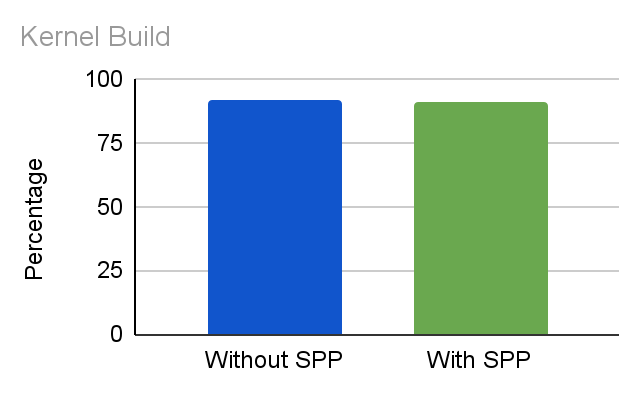 Kernel Build
Percentage
100
75
50
25
0
Without SPP
With SPP